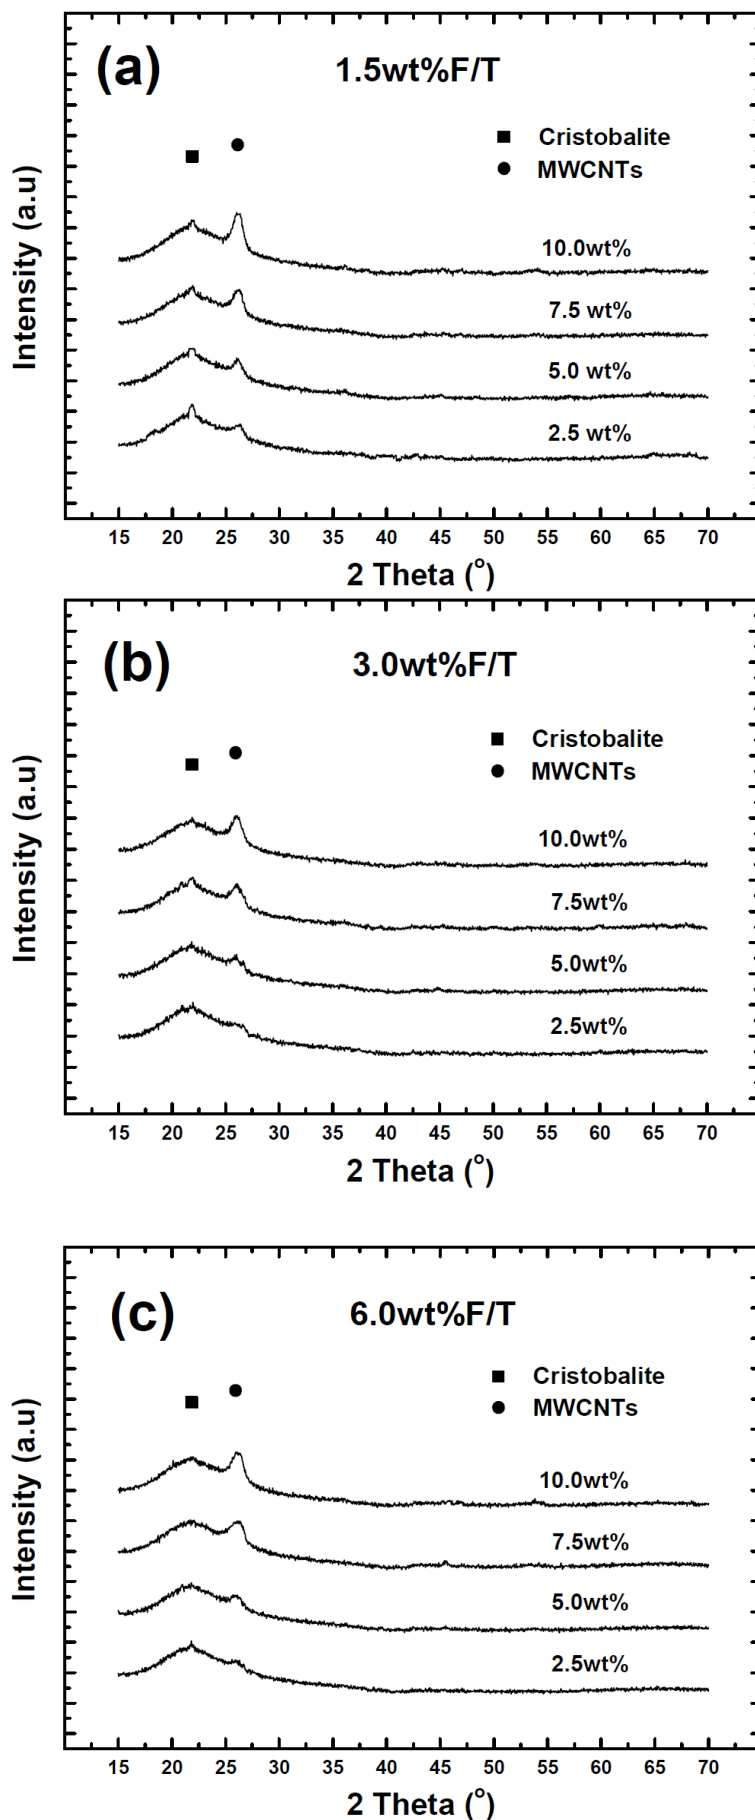 (a)
1.5wt%F/T
■ Cristobalite
● MWCNTs
10.0wt%
7.5 wt%
5.0 wt%
2.5 wt%
Intensity (a.u)
15 20 25 30 35 40 45 50 55 60 65 70
2 Theta (°)
(b)
3.0wt%F/T
■ Cristobalite
● MWCNTs
10.0wt%
7.5wt%
5.0wt%
2.5wt%
Intensity (a.u)
15 20 25 30 35 40 45 50 55 60 65 70
2 Theta (°)
(c)
6.0wt%F/T
■ Cristobalite
● MWCNTs
10.0wt%
7.5wt%
5.0wt%
2.5wt%
Intensity (a.u)
15 20 25 30 35 40 45 50 55 60 65 70
2 Theta (°)